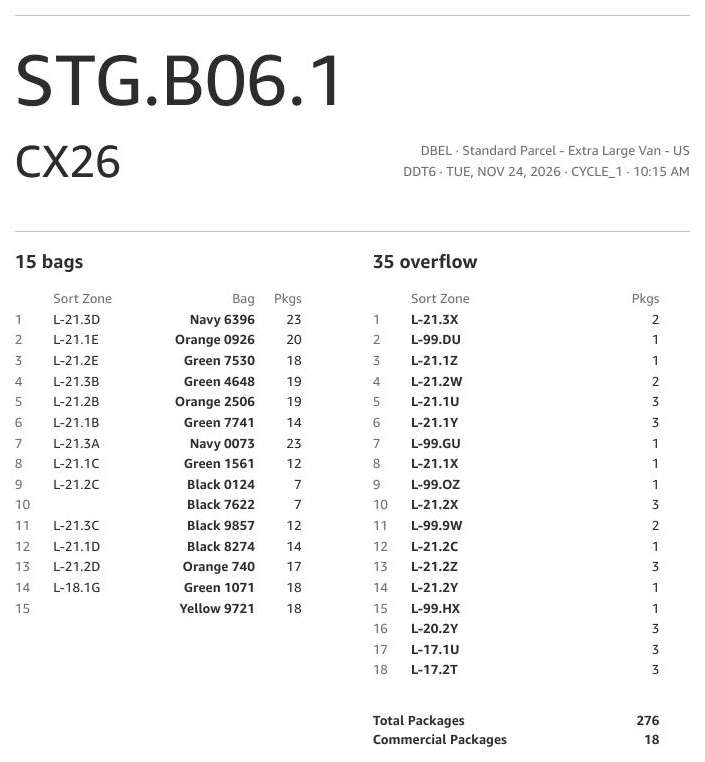 STG.B06.1
CX26
DBEL · Standard Parcel - Extra Large Van - US
DDT6 · TUE, NOV 24, 2026 · CYCLE_1 · 10:15 AM
15 bags
Sort Zone Bag Pkgs
1 L-21.3D Navy 6396 23
2 L-21.1E Orange 0926 20
3 L-21.2E Green 7530 18
4 L-21.3B Green 4648 19
5 L-21.2B Orange 2506 19
6 L-21.1B Green 7741 14
7 L-21.3A Navy 0073 23
8 L-21.1C Green 1561 12
9 L-21.2C Black 0124 7
10 Black 7622 7
11 L-21.3C Black 9857 12
12 L-21.1D Black 8274 14
13 L-21.2D Orange 740 17
14 L-18.1G Green 1071 18
15 Yellow 9721 18
35 overflow
Sort Zone Pkgs
1 L-21.3X 2
2 L-99.DU 1
3 L-21.1Z 1
4 L-21.2W 2
5 L-21.1U 3
6 L-21.1Y 3
7 L-99.GU 1
8 L-21.1X 1
9 L-99.OZ 1
10 L-21.2X 3
11 L-99.9W 2
12 L-21.2C 1
13 L-21.2Z 3
14 L-21.2Y 1
15 L-99.HX 1
16 L-20.2Y 3
17 L-17.1U 3
18 L-17.2T 3
Total Packages 276
Commercial Packages 18